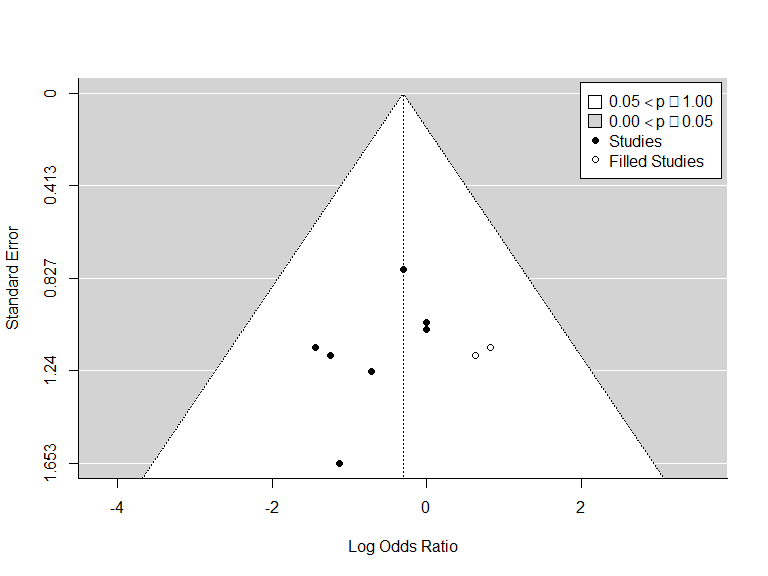 0.05 < p □ 1.00
0.00 < p □ 0.05
Studies
Filled Studies
Standard Error
0
0.413
0.827
1.24
1.653
-4
-2
0
2
Log Odds Ratio